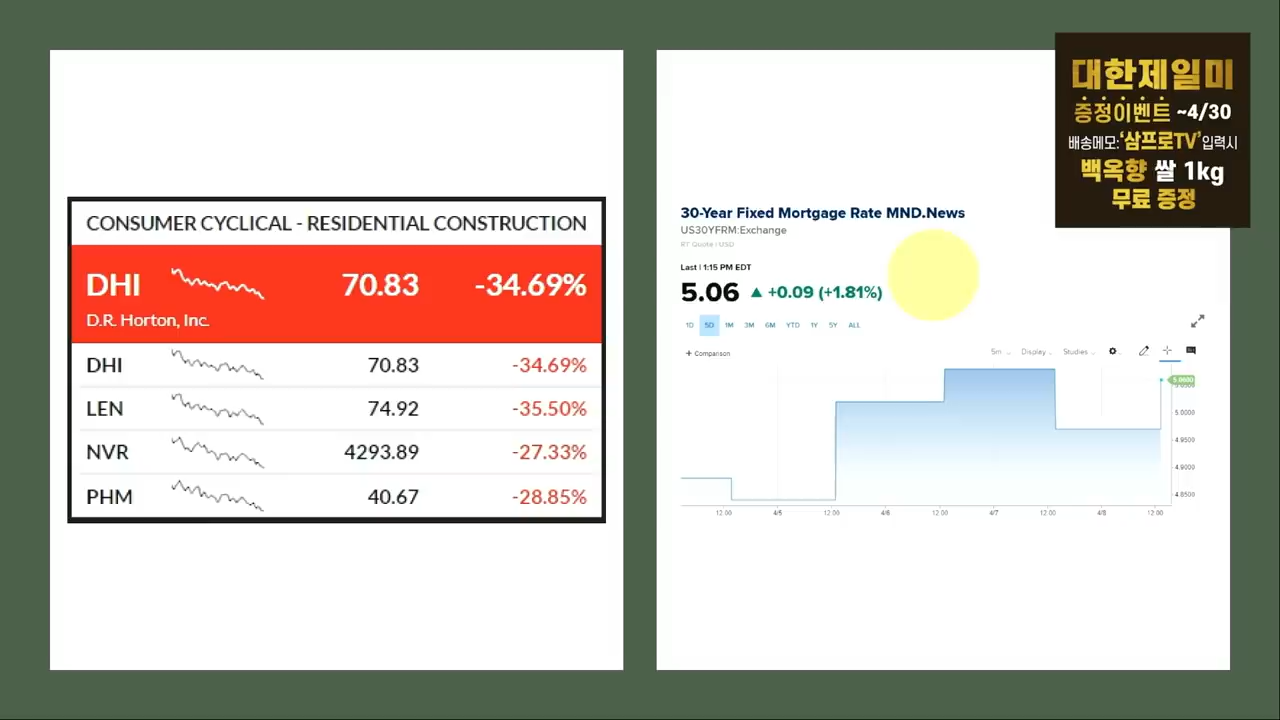 CONSUMER CYCLICAL - RESIDENTIAL CONSTRUCTION
DHI 70.83 -34.69%
D.R. Horton, Inc.
DHI 70.83 -34.69%
LEN 74.92 -35.50%
NVR 4293.89 -27.33%
PHM 40.67 -28.85%
30-Year Fixed Mortgage Rate MND.News
US30YFRM:Exchange
RT Quote | USD
Last | 1:15 PM EDT
5.06 ▲ +0.09 (+1.81%)
1D 5D 1M 3M 6M YTD 1Y 5Y ALL
+ Comparison
5m Display Studies
5.0000
4.9500
4.9000
4.8500
12:00 4/5 12:00 4/6 12:00 4/7 12:00 4/8 12:00
대한제일미
증정이벤트 ~4/30
배송메모:‘삼프로TV’입력시
백옥향 쌀 1kg
무료 증정